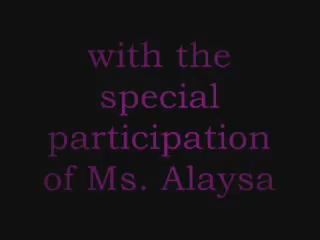 with the
special
participation
of Ms. Alaysa